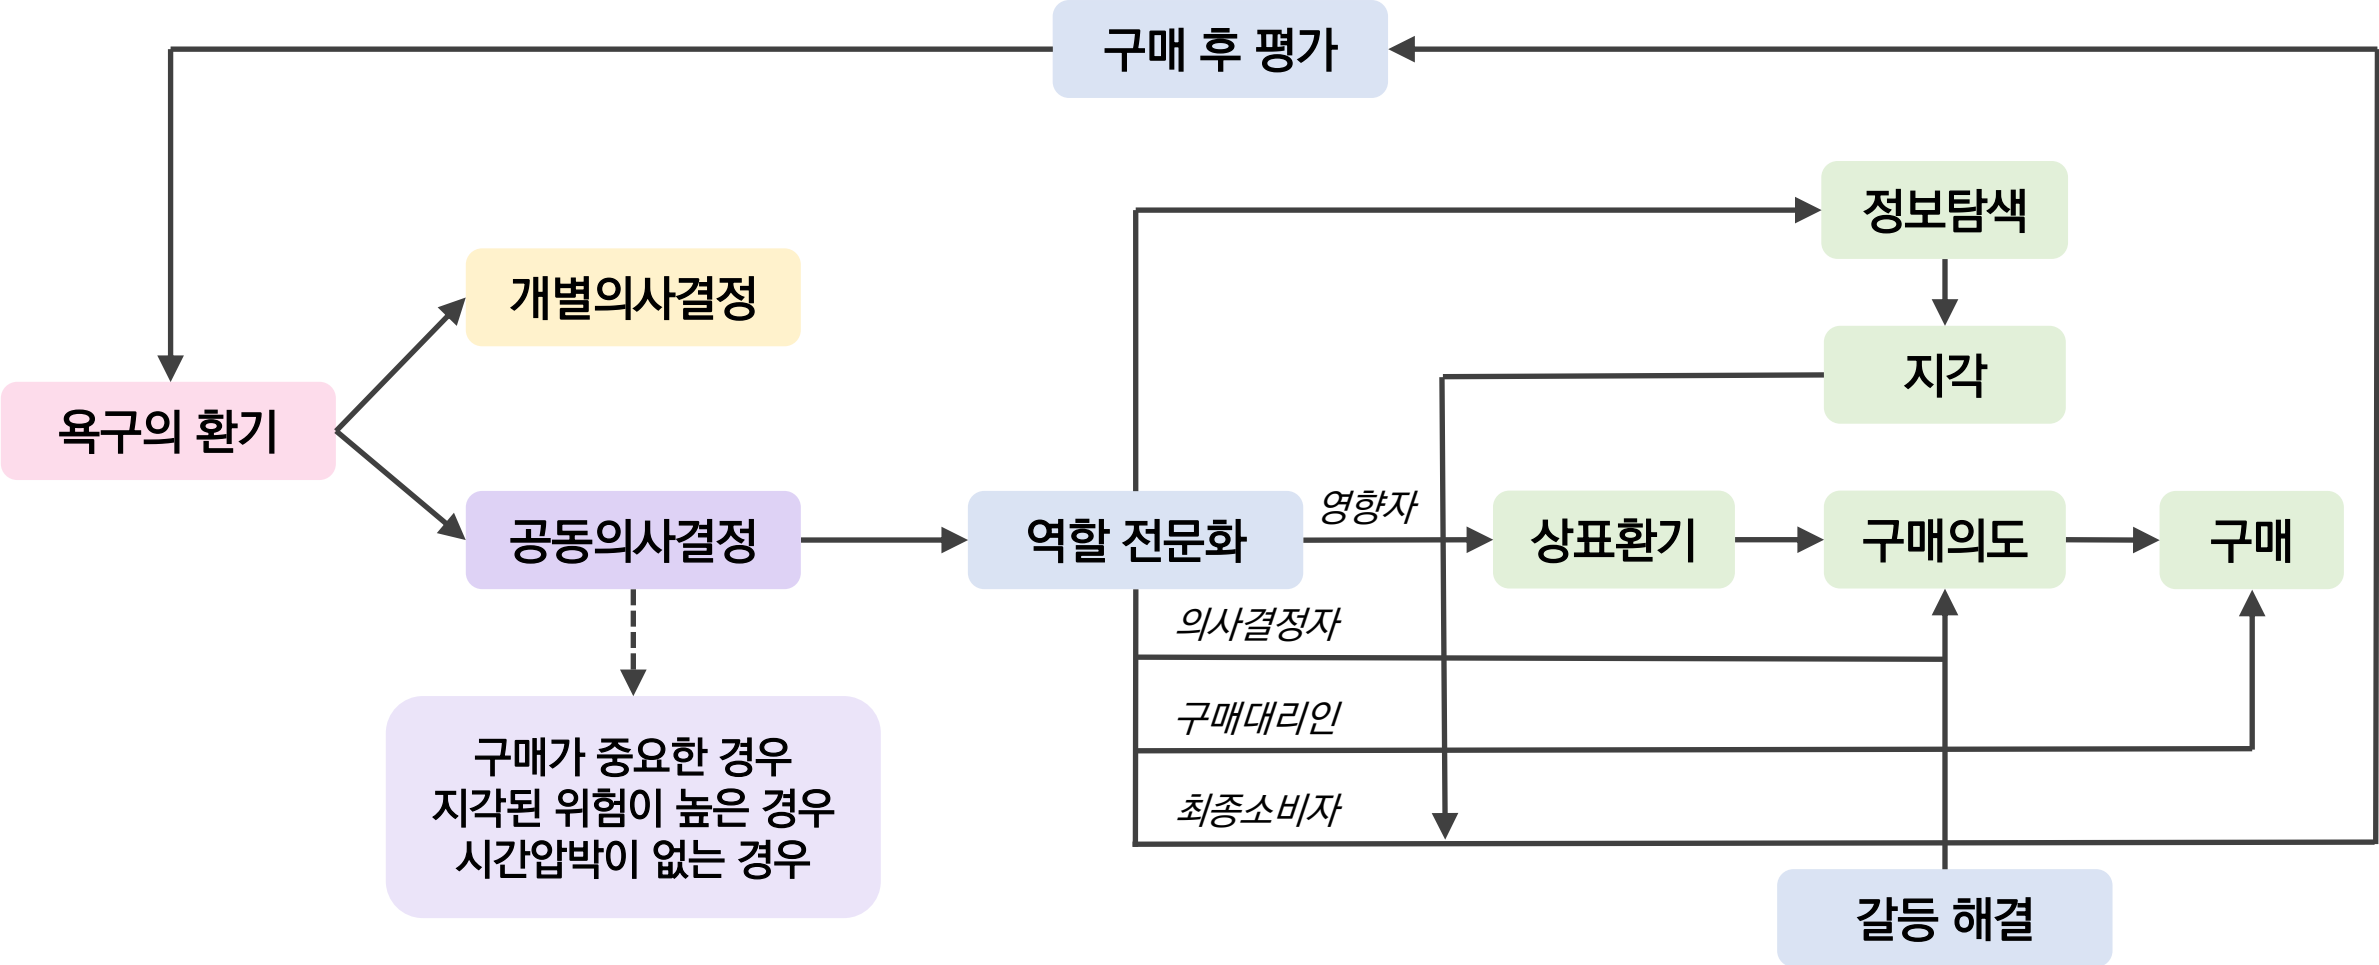 구매 후 평가
정보탐색
개별의사결정
지각
욕구의 환기
공동의사결정
역할 전문화
영향자
상표환기
구매의도
구매
의사결정자
구매대리인
최종소비자
구매가 중요한 경우
지각된 위험이 높은 경우
시간압박이 없는 경우
갈등 해결